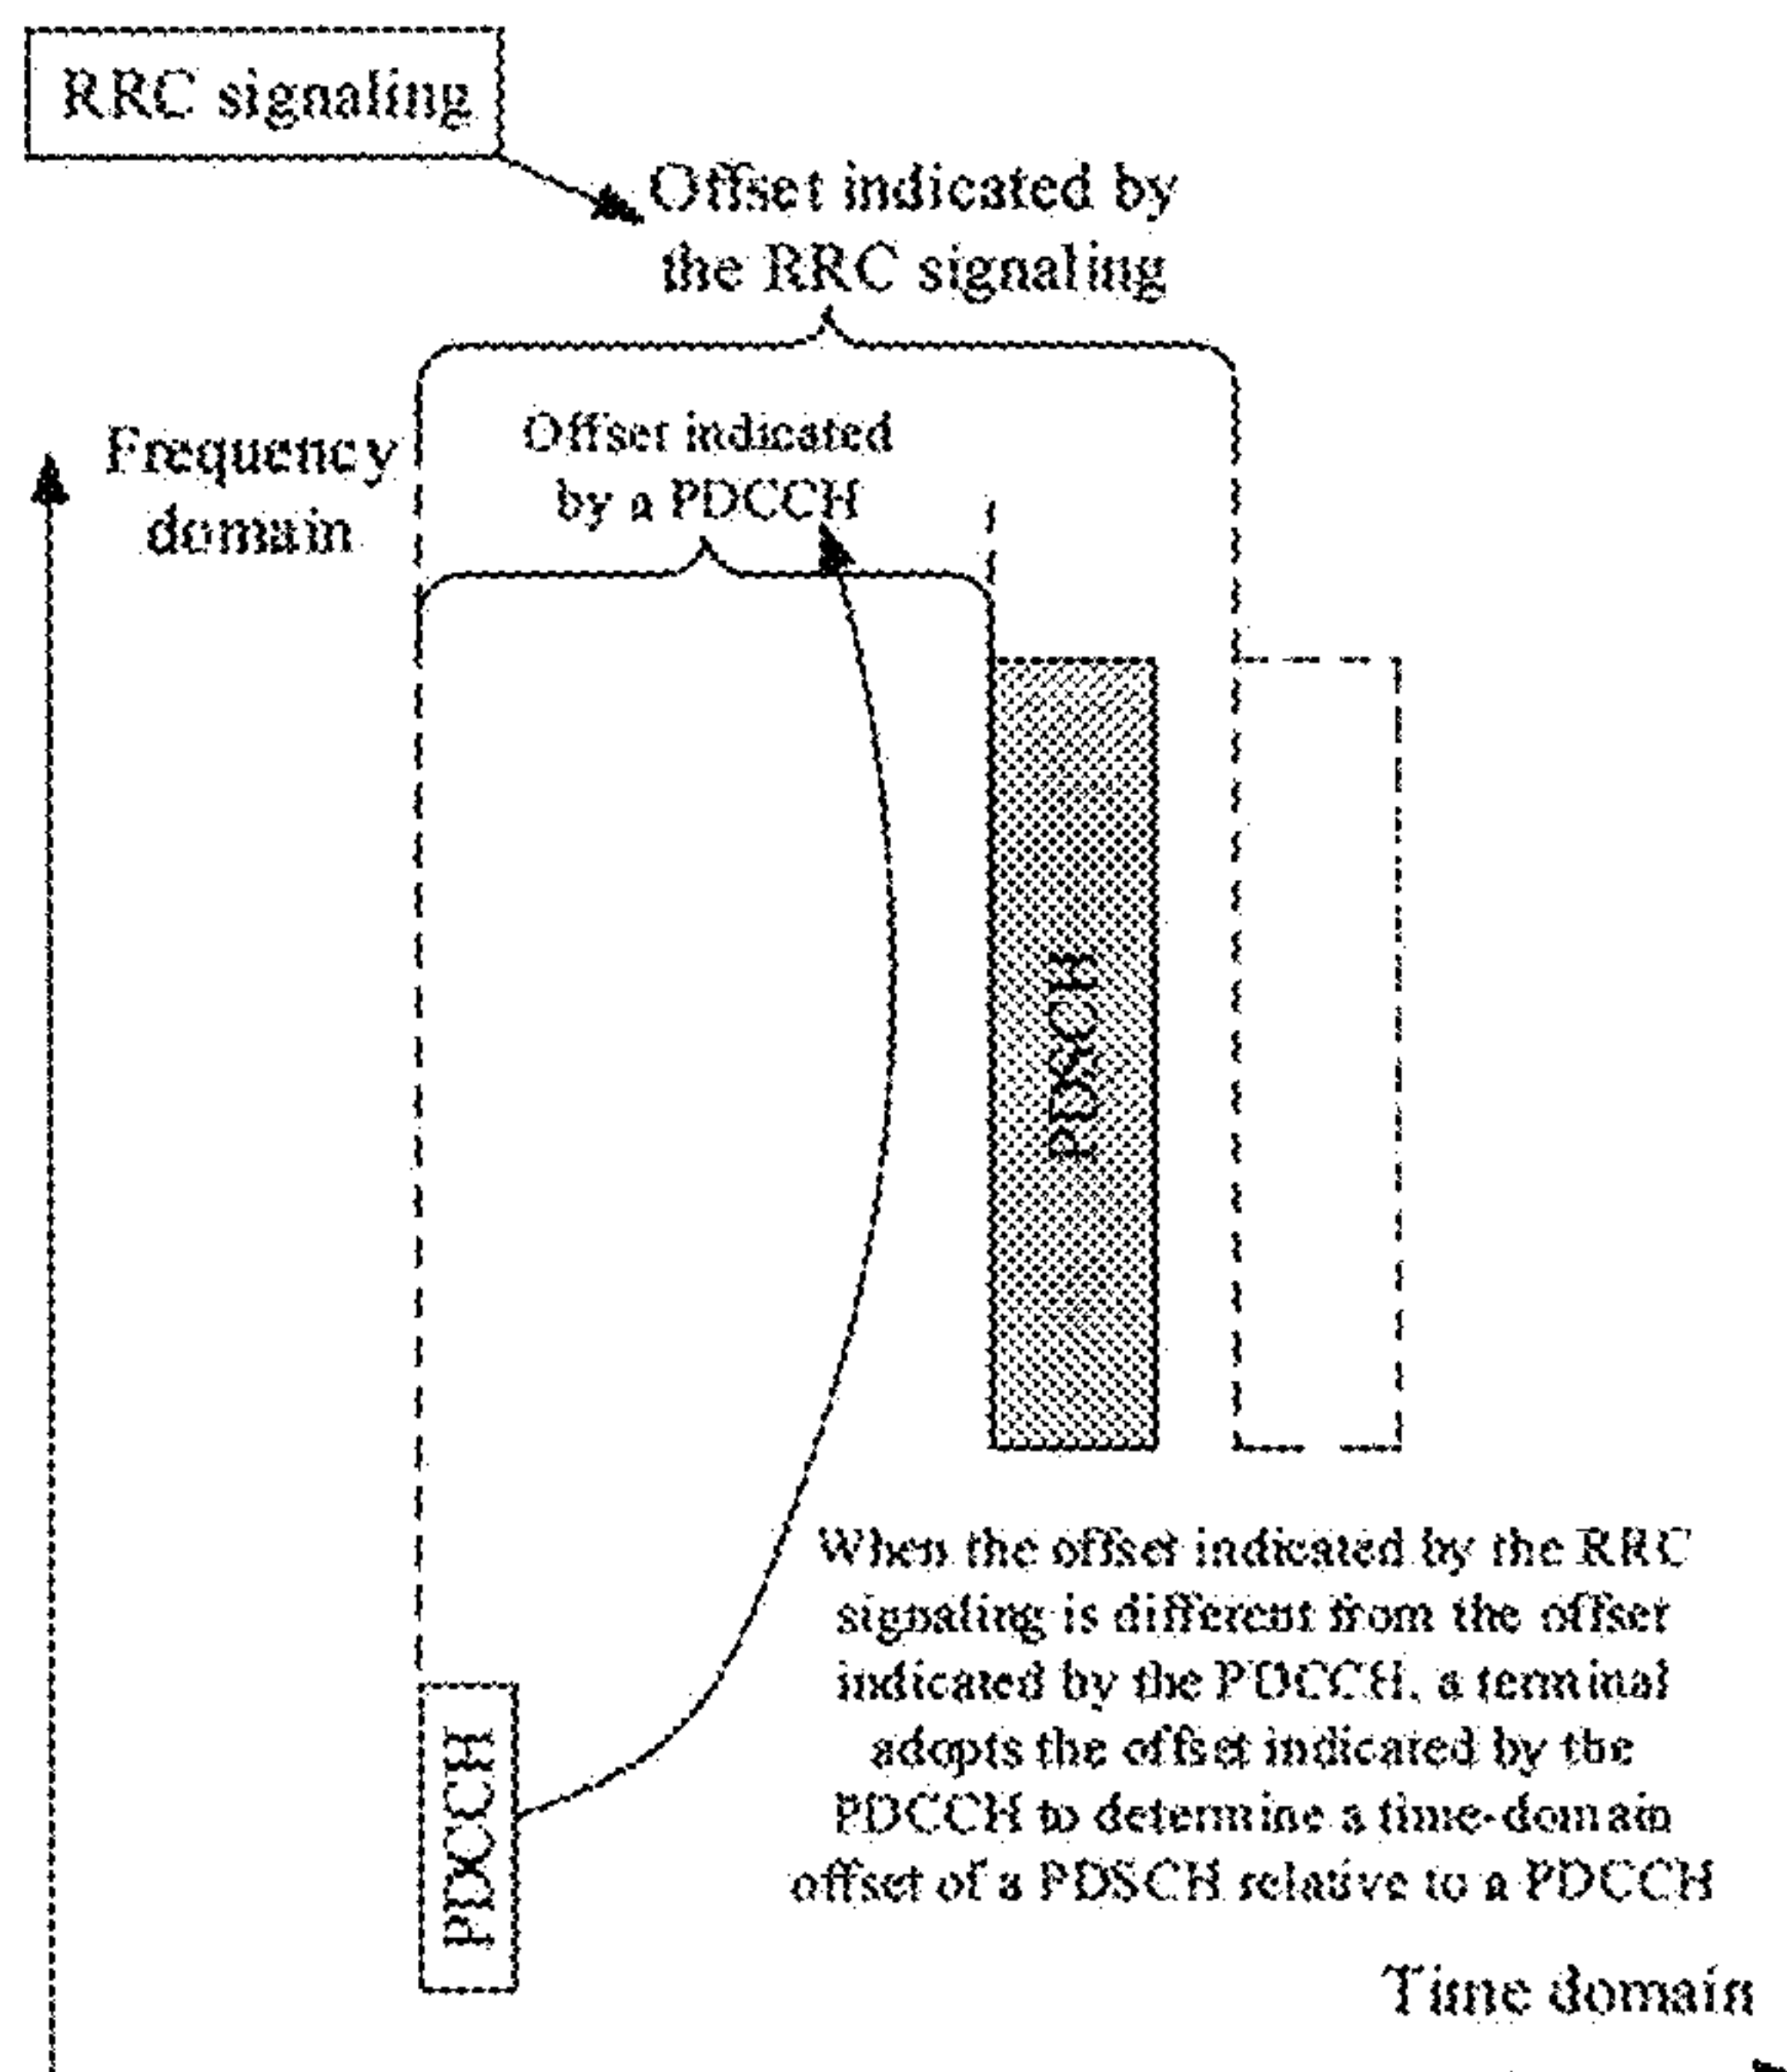 RRC signaling
Offset indicated by
the RRC signaling
Offset indicated
by a PDCCH
Frequency
domain
PDSCH
When the offset indicated by the RRC
signaling is different from the offset
indicated by the PDCCH, a terminal
adopts the offset indicated by the
PDCCH to determine a time-domain
offset of a PDSCH relative to a PDCCH
PDCCH
Time domain